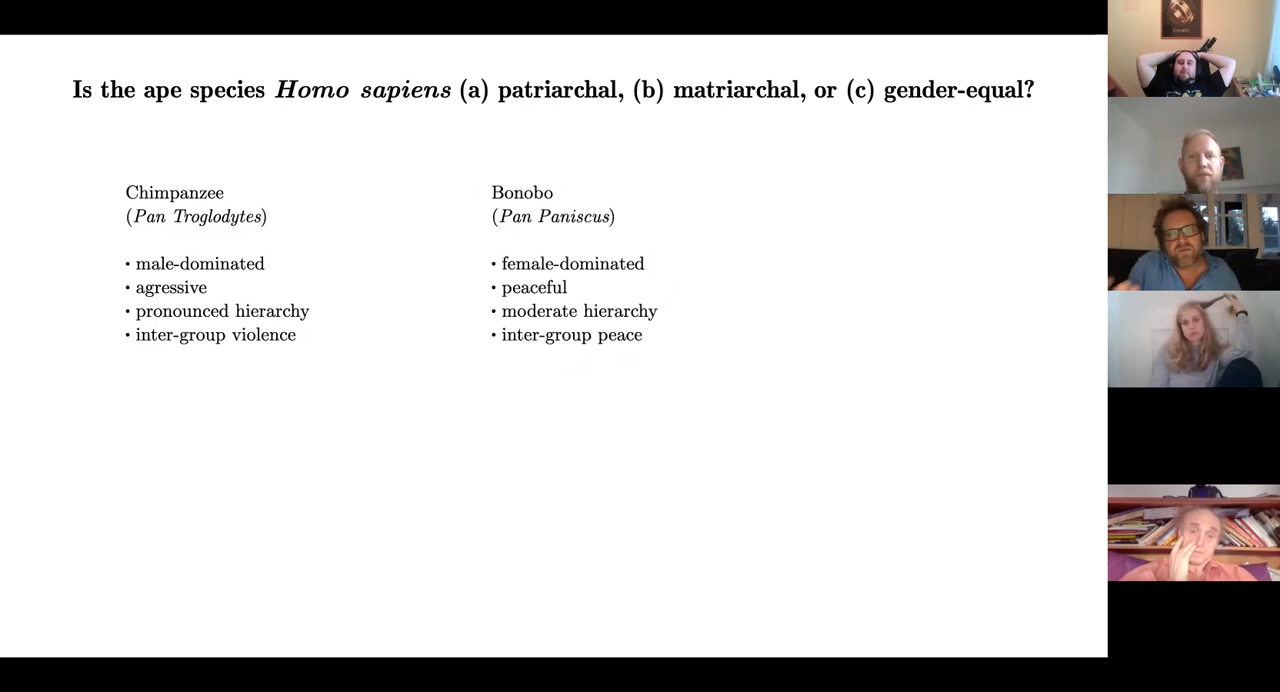 Is the ape species Homo sapiens (a) patriarchal, (b) matriarchal, or (c) gender-equal?
Chimpanzee
(Pan Troglodytes)
• male-dominated
• agressive
• pronounced hierarchy
• inter-group violence
Bonobo
(Pan Paniscus)
• female-dominated
• peaceful
• moderate hierarchy
• inter-group peace